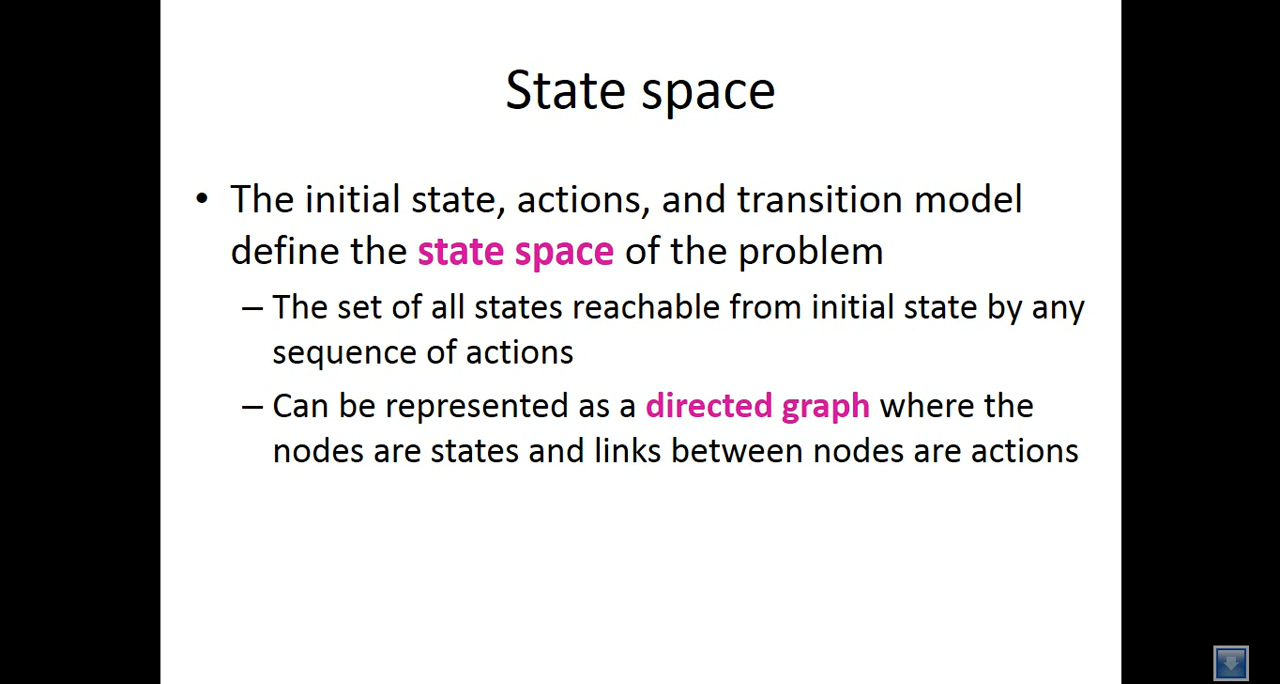 State space
• The initial state, actions, and transition model
define the state space of the problem
– The set of all states reachable from initial state by any
sequence of actions
– Can be represented as a directed graph where the
nodes are states and links between nodes are actions